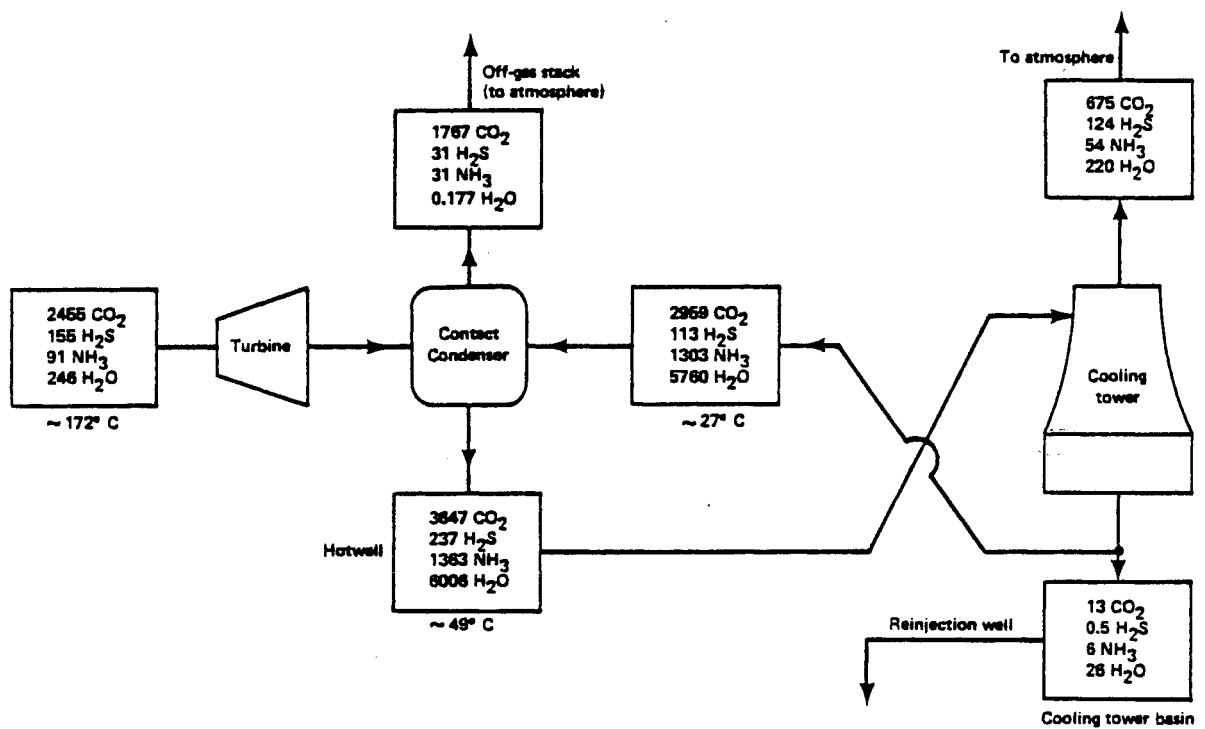 Off-gas stack
(to atmosphere)
1767 CO2
31 H2S
31 NH3
0.177 H2O
To atmosphere
675 CO2
124 H2S
54 NH3
220 H2O
2455 CO2
155 H2S
91 NH3
246 H2O
~ 172° C
Turbine
Contact
Condenser
2959 CO2
113 H2S
1303 NH3
5760 H2O
~ 27° C
Cooling
tower
Hotwell
3647 CO2
237 H2S
1363 NH3
6006 H2O
~ 49° C
Reinjection well
13 CO2
0.5 H2S
6 NH3
26 H2O
Cooling tower basin